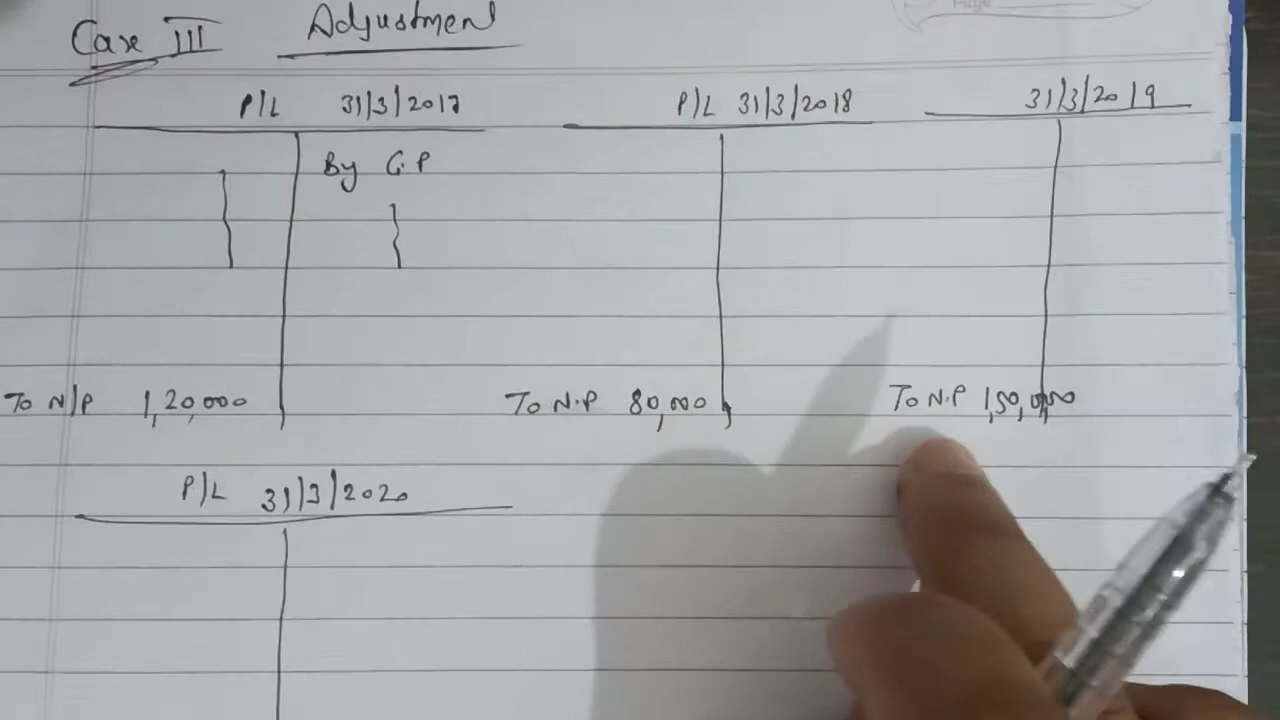 Case III Adjustment
P/L 31/3/2017
P/L 31/3/2018
31/3/2019
By G.P
To N/P 1,20,000
To N.P 80,000
To N.P 1,50,000
P/L 31/3/2020